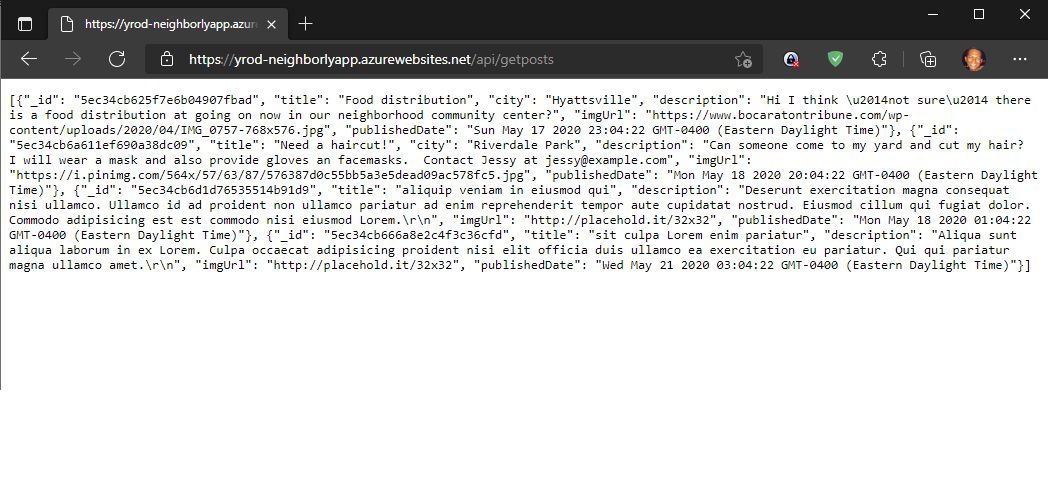 https://yrod-neighborlyapp.azure
https://yrod-neighborlyapp.azurewebsites.net/api/getposts
[{"_id": "5ec34cb625f7e6b04907fbad", "title": "Food distribution", "city": "Hyattsville", "description": "Hi I think \u2014not sure\u2014 there
is a food distribution at going on now in our neighborhood community center?", "imgUrl": "https://www.bocaratontribune.com/wp-
content/uploads/2020/04/IMG_0757-768x576.jpg", "publishedDate": "Sun May 17 2020 23:04:22 GMT-0400 (Eastern Daylight Time)"}, {"_id":
"5ec34cb6a611ef690a38dc09", "title": "Need a haircut!", "city": "Riverdale Park", "description": "Can someone come to my yard and cut my hair?
I will wear a mask and also provide gloves an facemasks.  Contact Jessy at jessy@example.com", "imgUrl":
"https://i.pinimg.com/564x/57/63/87/576387d0c55bb5a3e5dead09ac578fc5.jpg", "publishedDate": "Mon May 18 2020 20:04:22 GMT-0400 (Eastern Daylight
Time)"}, {"_id": "5ec34cb6d1d76535514b91d9", "title": "aliquip veniam in eiusmod qui", "description": "Deserunt exercitation magna consequat
nisi ullamco. Ullamco id ad proident non ullamco pariatur ad enim reprehenderit tempor aute cupidatat nostrud. Eiusmod cillum qui fugiat dolor.
Commodo adipisicing est est commodo nisi eiusmod Lorem.\r\n", "imgUrl": "http://placehold.it/32x32", "publishedDate": "Mon May 18 2020 01:04:22
GMT-0400 (Eastern Daylight Time)"}, {"_id": "5ec34cb666a8e2c4f3c36cfd", "title": "sit culpa Lorem enim pariatur", "description": "Aliqua sunt
aliqua laborum in ex Lorem. Culpa occaecat adipisicing proident nisi elit officia duis ullamco ea exercitation eu pariatur. Qui qui pariatur
magna ullamco amet.\r\n", "imgUrl": "http://placehold.it/32x32", "publishedDate": "Wed May 21 2020 03:04:22 GMT-0400 (Eastern Daylight Time)"}]